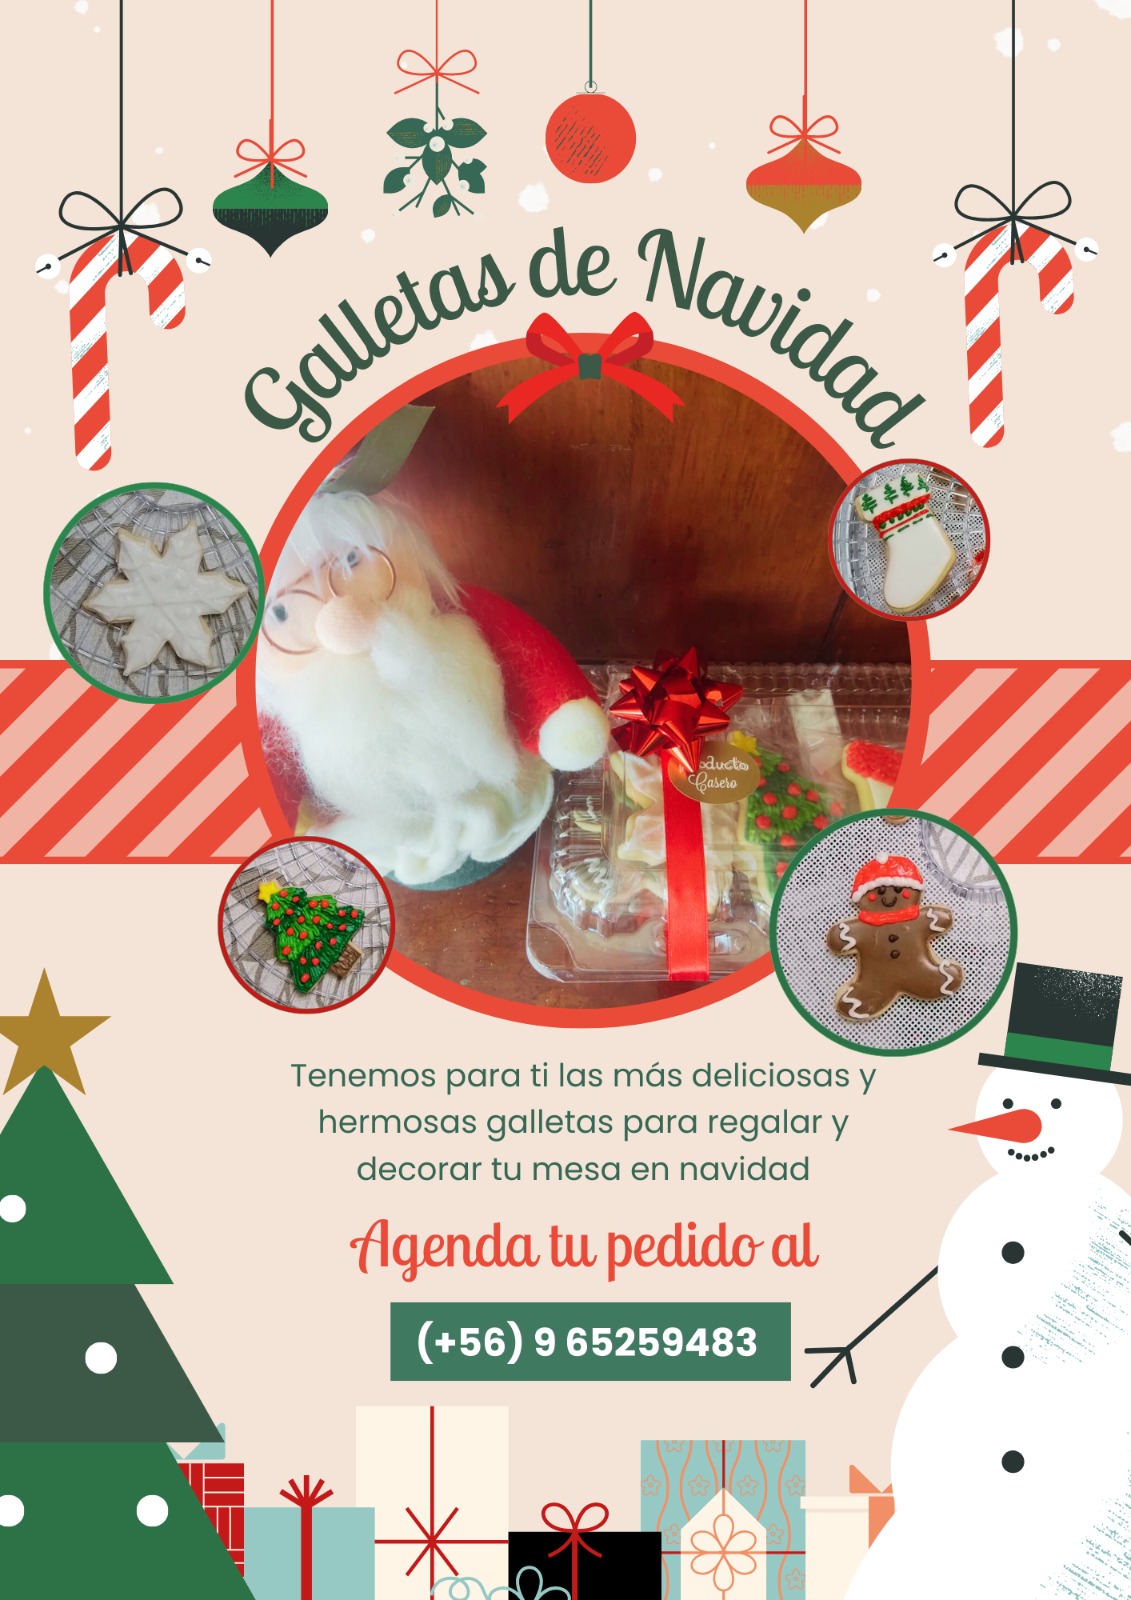 Galletas de Navidad
Casero
Tenemos para ti las más deliciosas y
hermosas galletas para regalar y
decorar tu mesa en navidad
Agenda tu pedido al
(+56) 9 65259483